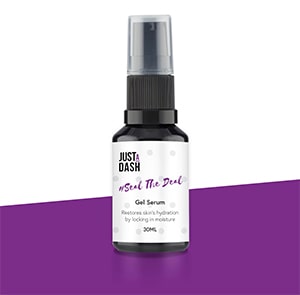 JUST A
DASH
#Seal The Deal
Gel Serum
Restores skin's hydration
by locking in moisture
30ML